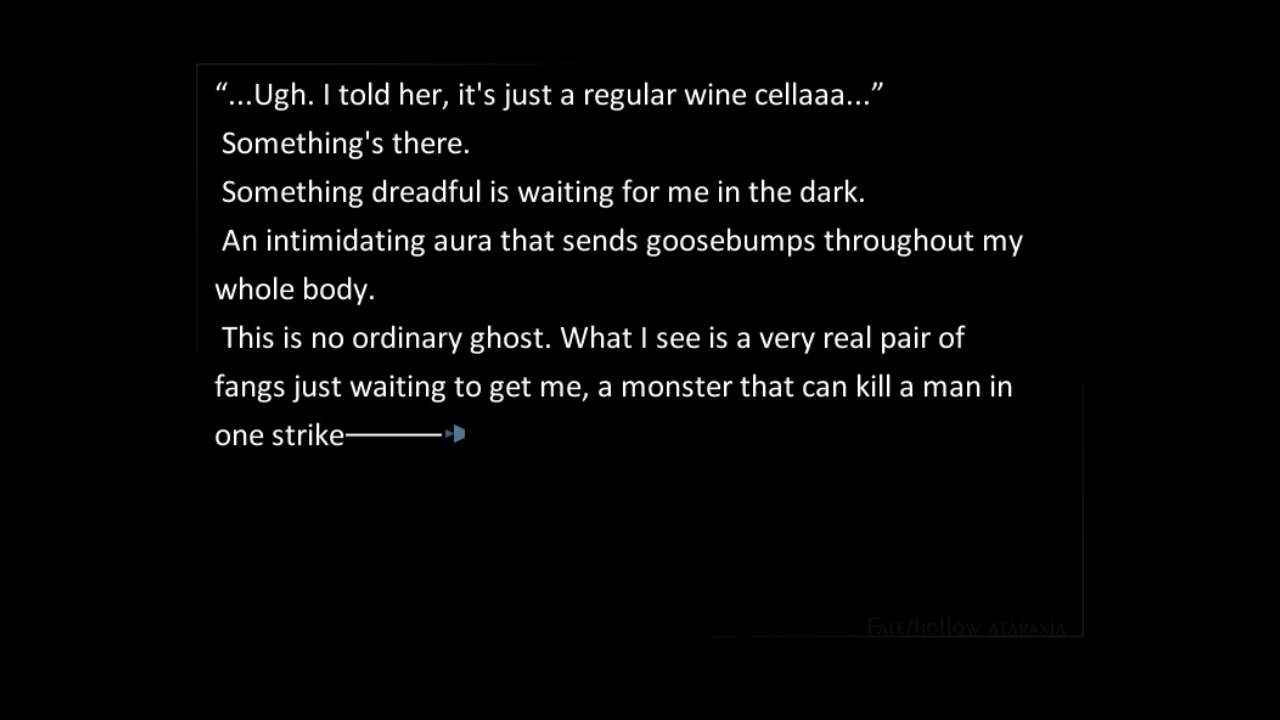 “...Ugh. I told her, it's just a regular wine cellaaa...”
Something's there.
Something dreadful is waiting for me in the dark.
An intimidating aura that sends goosebumps throughout my
whole body.
This is no ordinary ghost. What I see is a very real pair of
fangs just waiting to get me, a monster that can kill a man in
one strike———
Fate/hollow ataraxia